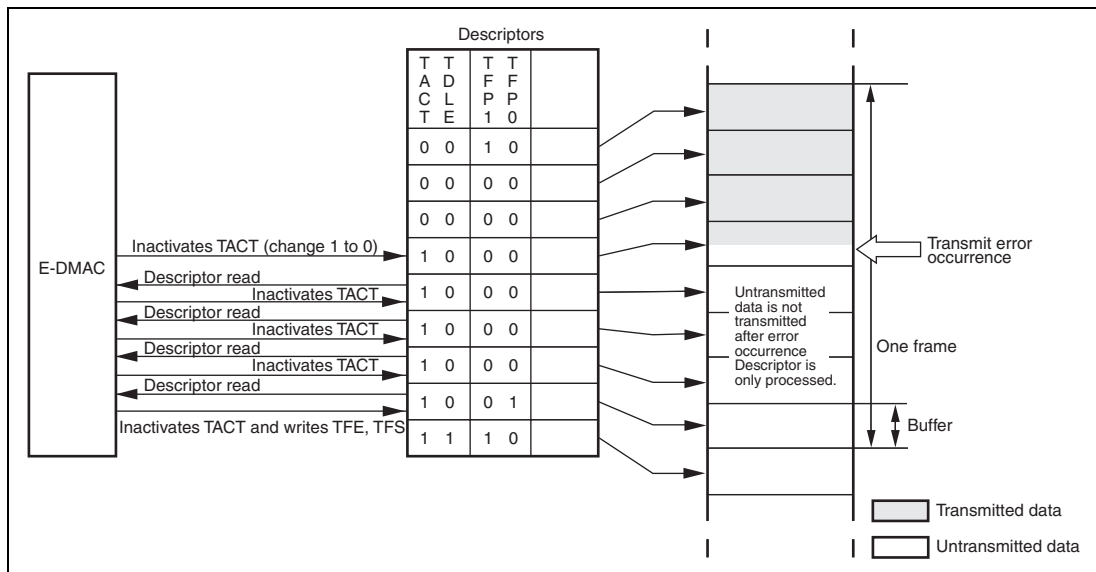 Descriptors
TACT TDLE TFP1 TFP0
0 0 1 0
0 0 0 0
0 0 0 0
1 0 0 0
1 0 0 0
1 0 0 0
1 0 0 0
1 0 0 1
1 1 1 0
E-DMAC
Inactivates TACT (change 1 to 0)
Descriptor read
Inactivates TACT
Descriptor read
Inactivates TACT
Descriptor read
Inactivates TACT
Descriptor read
Inactivates TACT and writes TFE, TFS
Untransmitted
data is not
transmitted
after error
occurrence
Descriptor is
only processed.
Transmit error
occurrence
One frame
Buffer
Transmitted data
Untransmitted data